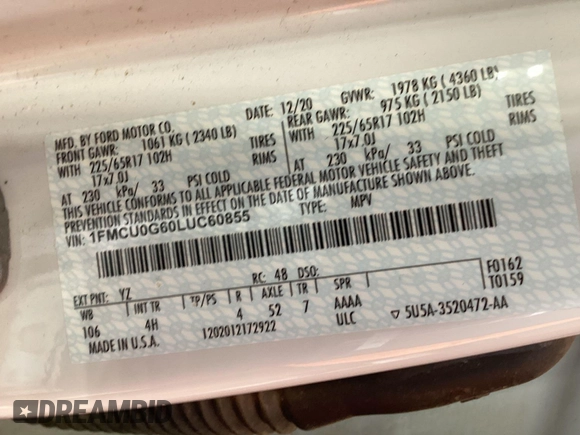 MFD. BY FORD MOTOR CO. DATE: 12/20 GVWR: 1978 KG ( 4360 LB)
FRONT GAWR: 1061 KG ( 2340 LB) REAR GAWR: 975 KG ( 2150 LB)
WITH 225/65R17 102H TIRES WITH 225/65R17 102H TIRES
17x7.0J RIMS 17x7.0J RIMS
AT 230 kPa/ 33 PSI COLD AT 230 kPa/ 33 PSI COLD
THIS VEHICLE CONFORMS TO ALL APPLICABLE FEDERAL MOTOR VEHICLE SAFETY AND THEFT
PREVENTION STANDARDS IN EFFECT ON THE DATE OF MANUFACTURE SHOWN ABOVE.
VIN: 1FMCU0G60LUC60855 TYPE: MPV
EXT PNT: YZ RC: 48 DSO: F0162
WB INT TR TP/PS R AXLE TR SPR T0159
106 4H 4 52 7 AAAA
MADE IN U.S.A. 1202012172922 ULC ▽ 5U5A-3520472-AA
DREAMBID